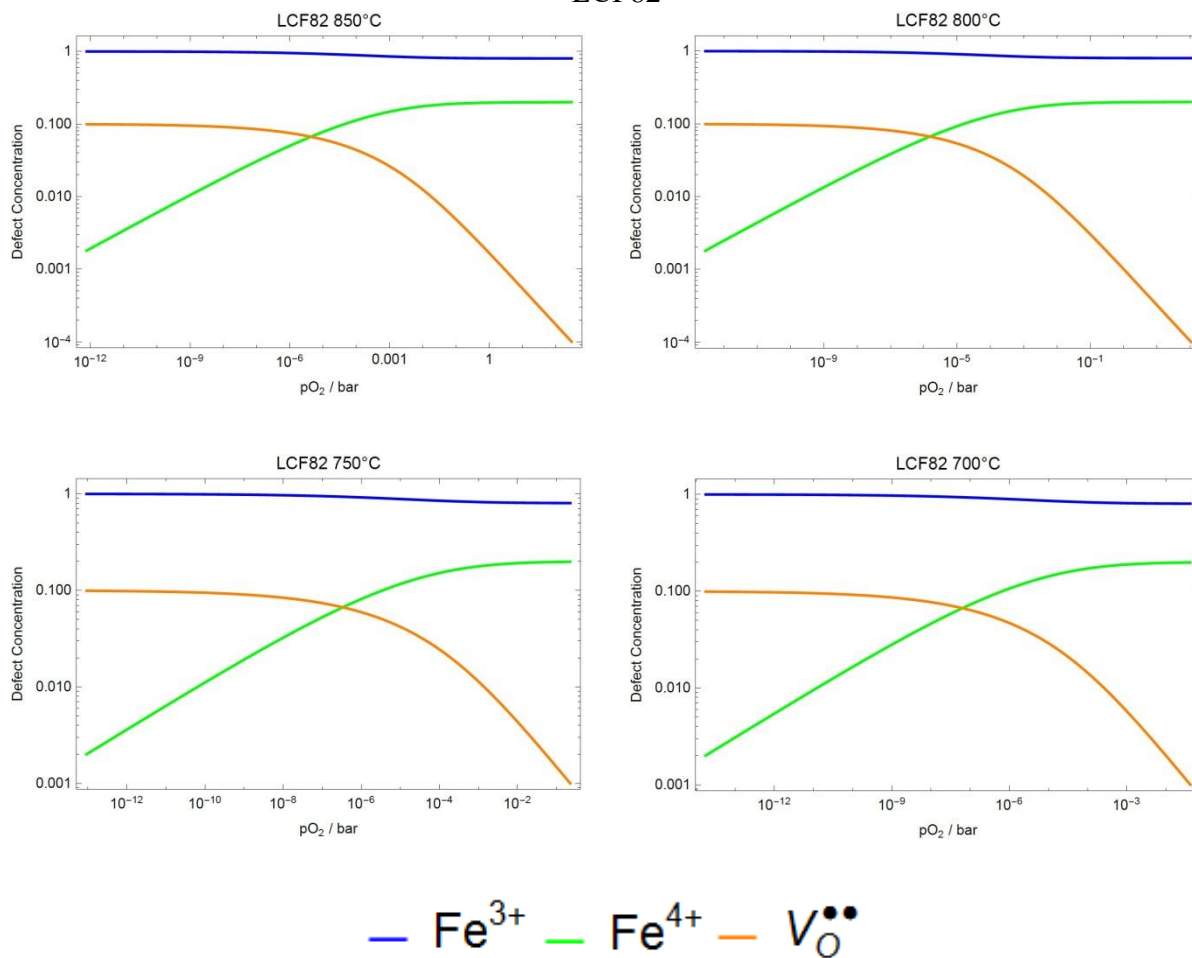 LCF82
LCF82 850°C
Defect Concentration
1
0.100
0.010
0.001
10⁻⁴
10⁻¹² 10⁻⁹ 10⁻⁶ 0.001 1
pO₂ / bar
LCF82 800°C
Defect Concentration
1
0.100
0.010
0.001
10⁻⁴
10⁻⁹ 10⁻⁵ 10⁻¹
pO₂ / bar
LCF82 750°C
Defect Concentration
1
0.100
0.010
0.001
10⁻¹² 10⁻¹⁰ 10⁻⁸ 10⁻⁶ 10⁻⁴ 10⁻²
pO₂ / bar
LCF82 700°C
Defect Concentration
1
0.100
0.010
0.001
10⁻¹² 10⁻⁹ 10⁻⁶ 10⁻³
pO₂ / bar
Fe³⁺ Fe⁴⁺ V_O^••